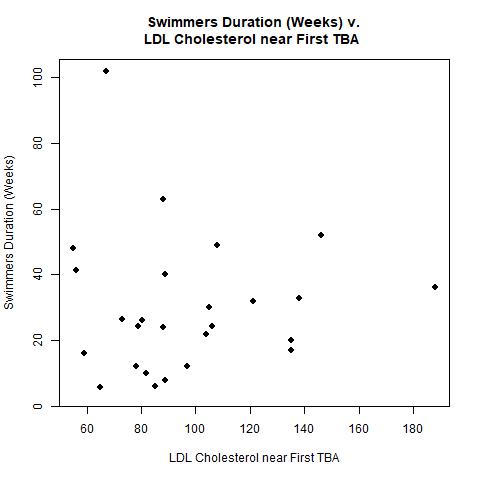 Swimmers Duration (Weeks) v.
LDL Cholesterol near First TBA
Swimmers Duration (Weeks)
100
80
60
40
20
0
60 80 100 120 140 160 180
LDL Cholesterol near First TBA